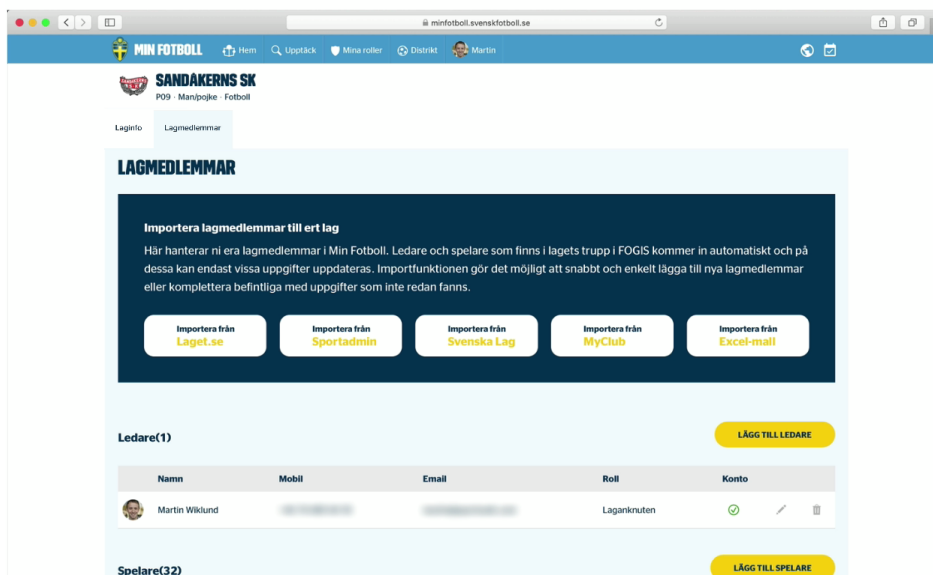 minfotboll.svenskfotboll.se
MIN FOTBOLL Hem Upptäck Mina roller Distrikt Martin
SANDÅKERNS SK
P09 · Man/pojke · Fotboll
Laginfo Lagmedlemmar
LAGMEDLEMMAR
Importera lagmedlemmar till ert lag
Här hanterar ni era lagmedlemmar i Min Fotboll. Ledare och spelare som finns i lagets trupp i FOGIS kommer in automatiskt och på
dessa kan endast vissa uppgifter uppdateras. Importfunktionen gör det möjligt att snabbt och enkelt lägga till nya lagmedlemmar
eller komplettera befintliga med uppgifter som inte redan fanns.
Importera från Importera från Importera från Importera från Importera från
Laget.se Sportadmin Svenska Lag MyClub Excel-mall
Ledare(1) LÄGG TILL LEDARE
Namn Mobil Email Roll Konto
Martin Wiklund Laganknuten
Spelare(32) LÄGG TILL SPELARE